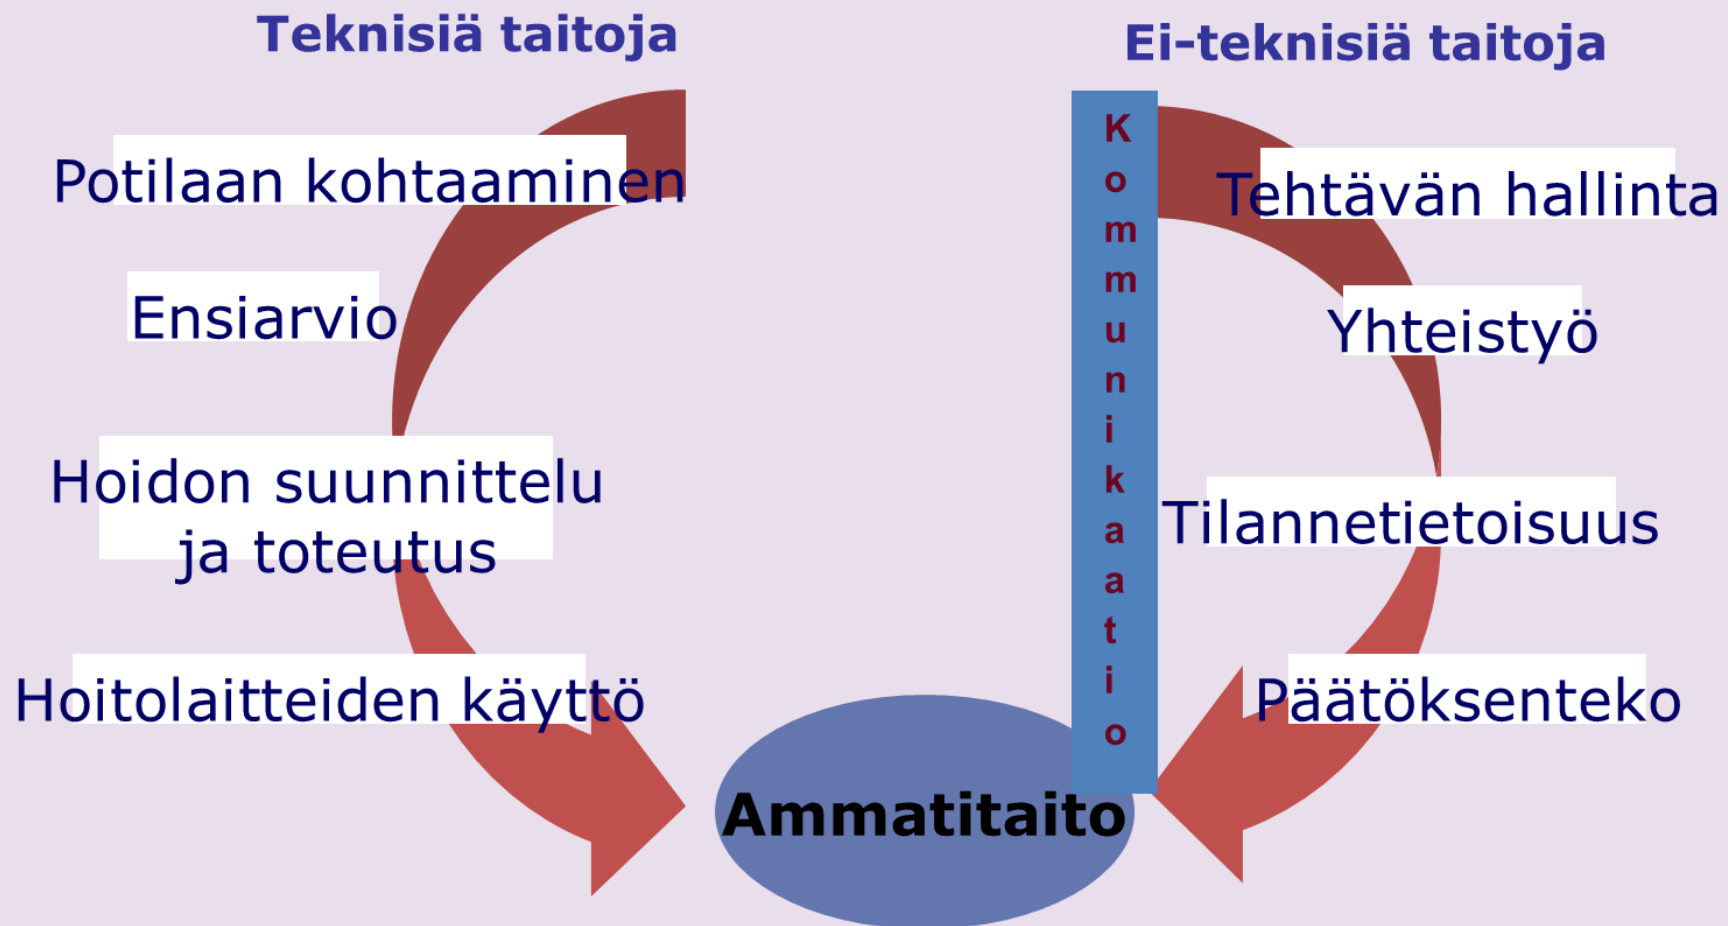 Teknisiä taitoja
Potilaan kohtaaminen
Ensiarvio
Hoidon suunnittelu
ja toteutus
Hoitolaitteiden käyttö
Ei-teknisiä taitoja
Kommunikaatio
Tehtävän hallinta
Yhteistyö
Tilannetietoisuus
Päätöksenteko
Ammatitaito